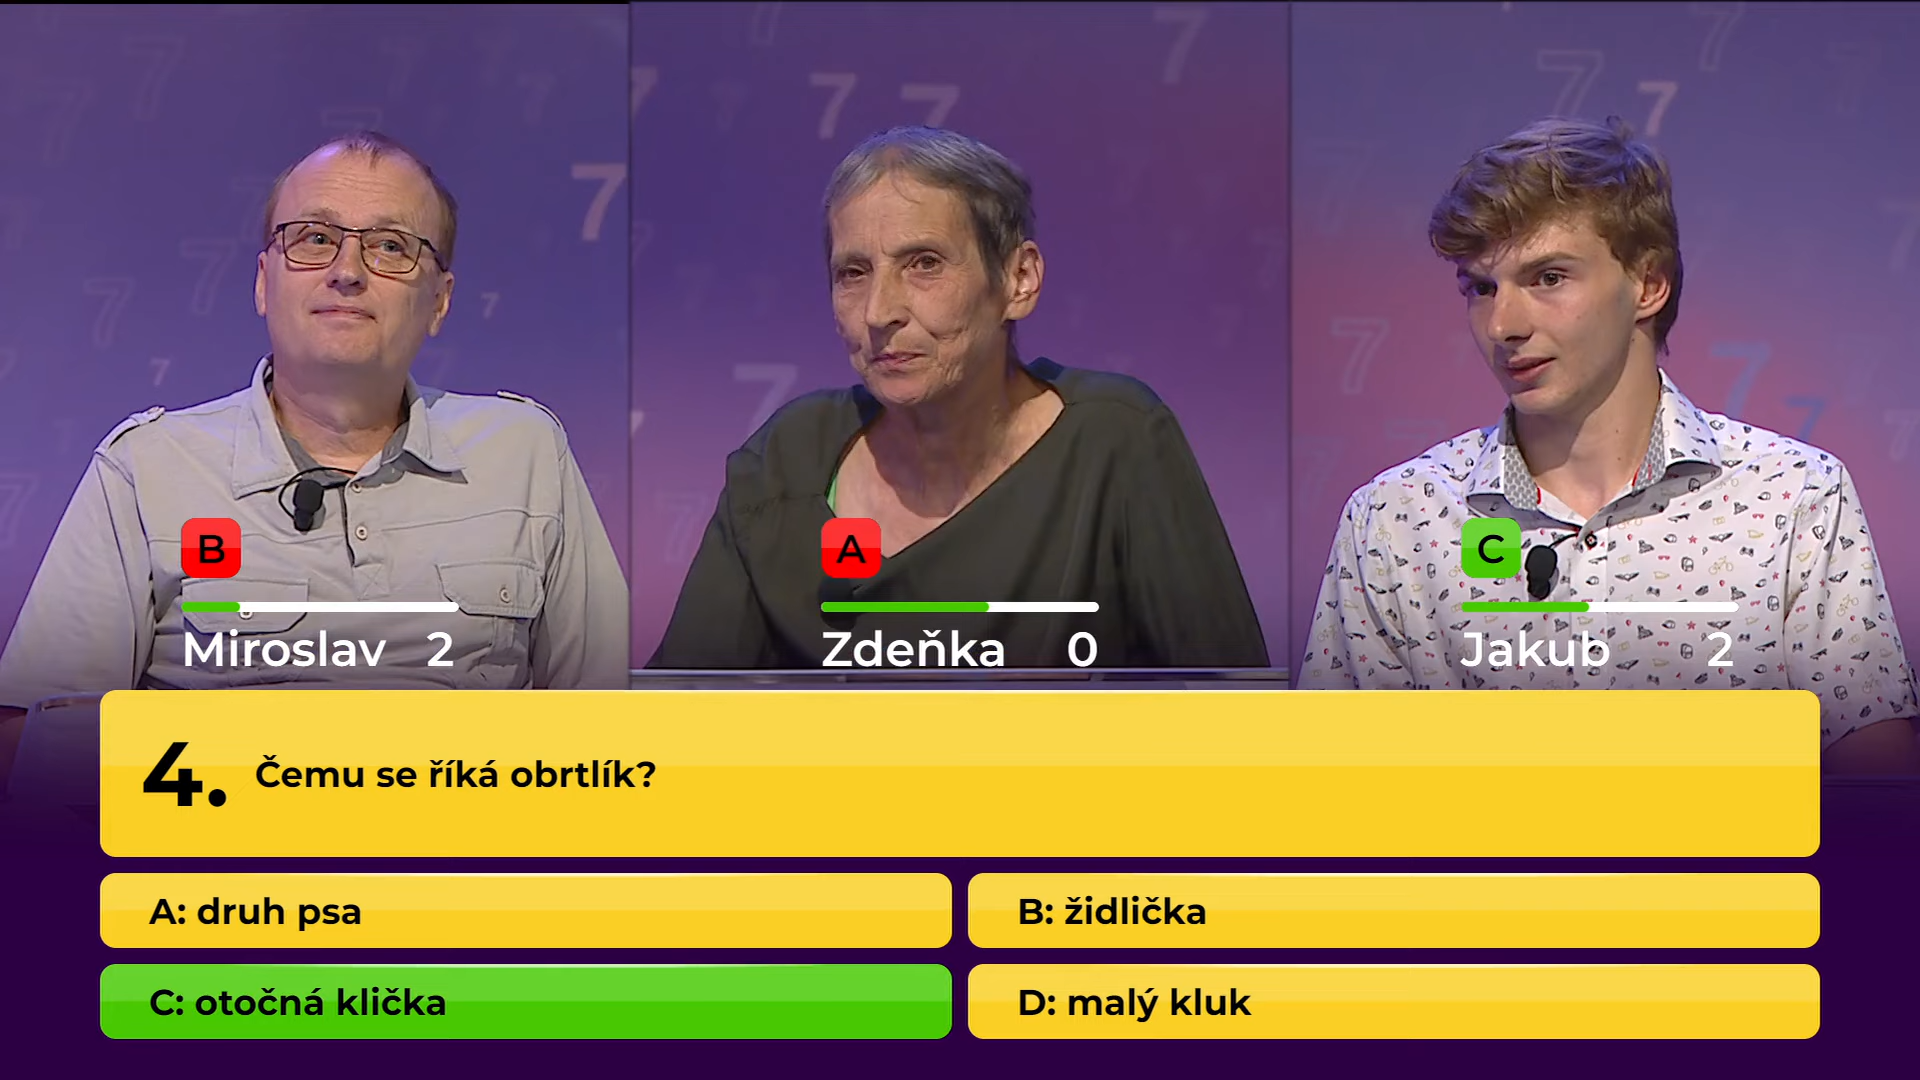 B
A
C
Miroslav 2
Zdeňka 0
Jakub 2
4. Čemu se říká obrtlík?
A: druh psa
B: židlička
C: otočná klička
D: malý kluk